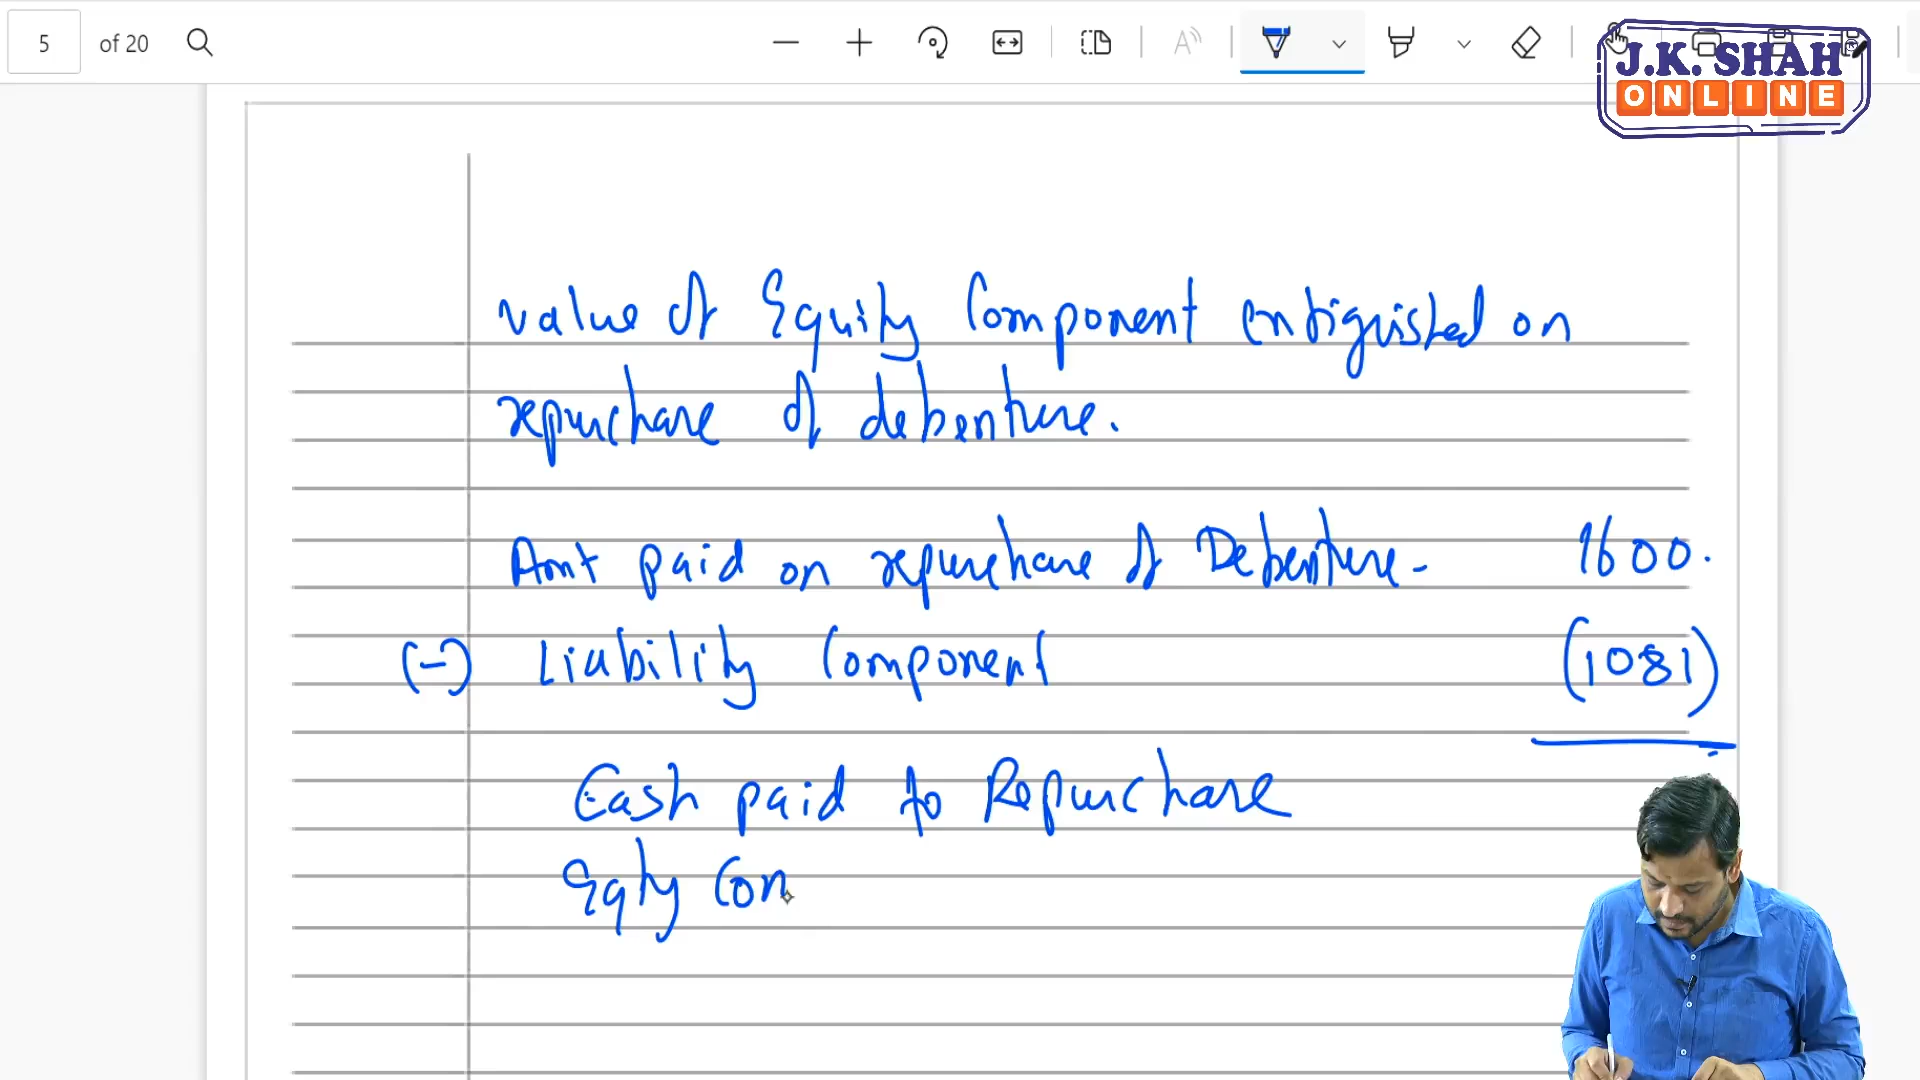 5 of 20
J.K. SHAH
ONLINE
value of Equity Component extiguished on
repurchase of debenture.
Amt paid on repurchase of Debenture- 1600.
(-) Liability Component (1081)
Cash paid to Repurchase
Eqty Con